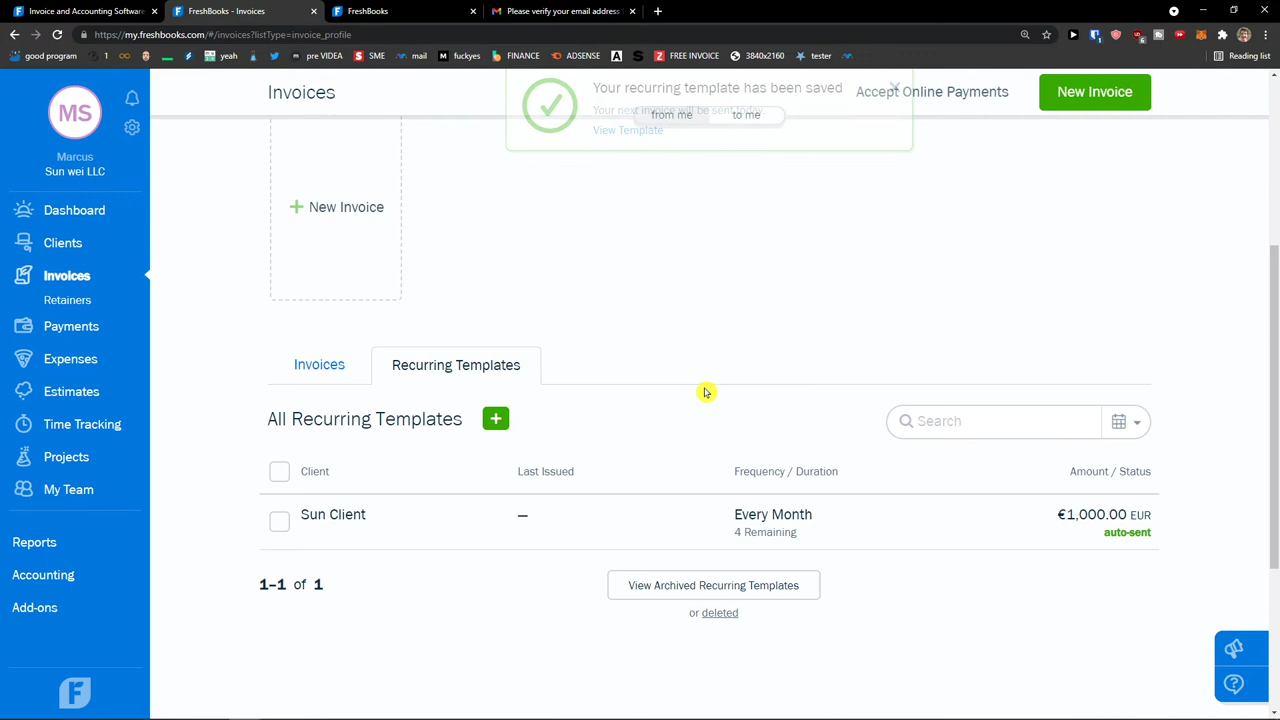 Invoice and Accounting Software
FreshBooks - Invoices
FreshBooks
Please verify your email address
https://my.freshbooks.com/#/invoices?listType=invoice_profile
good program
1
yeah
pre VIDEA
SME
mail
fuckyes
FINANCE
ADSENSE
FREE INVOICE
3840x2160
tester
Reading list
MS
Marcus
Sun wei LLC
Dashboard
Clients
Invoices
Retainers
Payments
Expenses
Estimates
Time Tracking
Projects
My Team
Reports
Accounting
Add-ons
Invoices
Your recurring template has been saved
Your next invoice will be sent today
View Template
from me
to me
Accept Online Payments
New Invoice
New Invoice
Invoices
Recurring Templates
All Recurring Templates
Search
Client
Last Issued
Frequency / Duration
Amount / Status
Sun Client
—
Every Month
€1,000.00 EUR
4 Remaining
auto-sent
1–1 of 1
View Archived Recurring Templates
or deleted